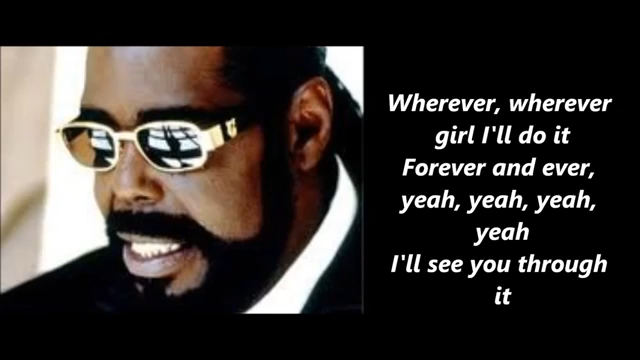 Wherever, wherever
girl I'll do it
Forever and ever,
yeah, yeah, yeah,
yeah
I'll see you through
it